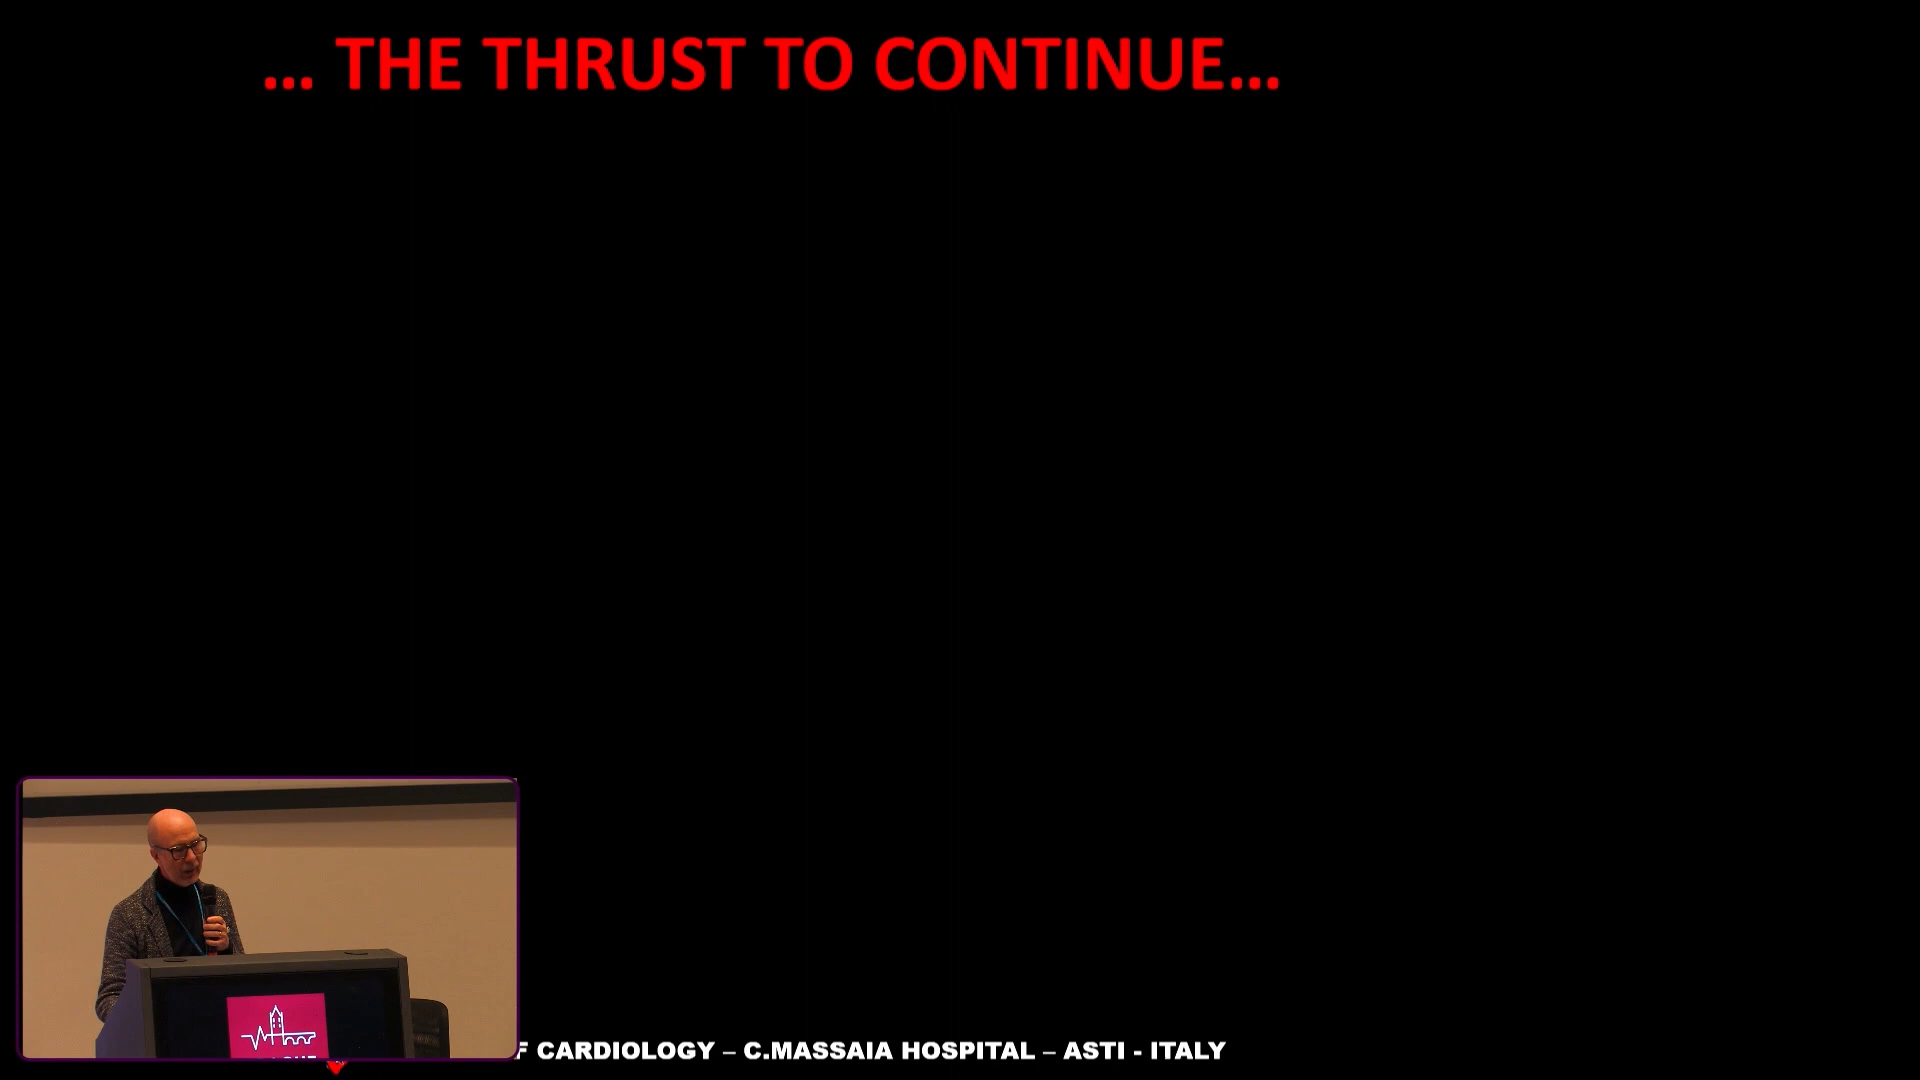 ... THE THRUST TO CONTINUE...
F CARDIOLOGY – C.MASSAIA HOSPITAL – ASTI - ITALY